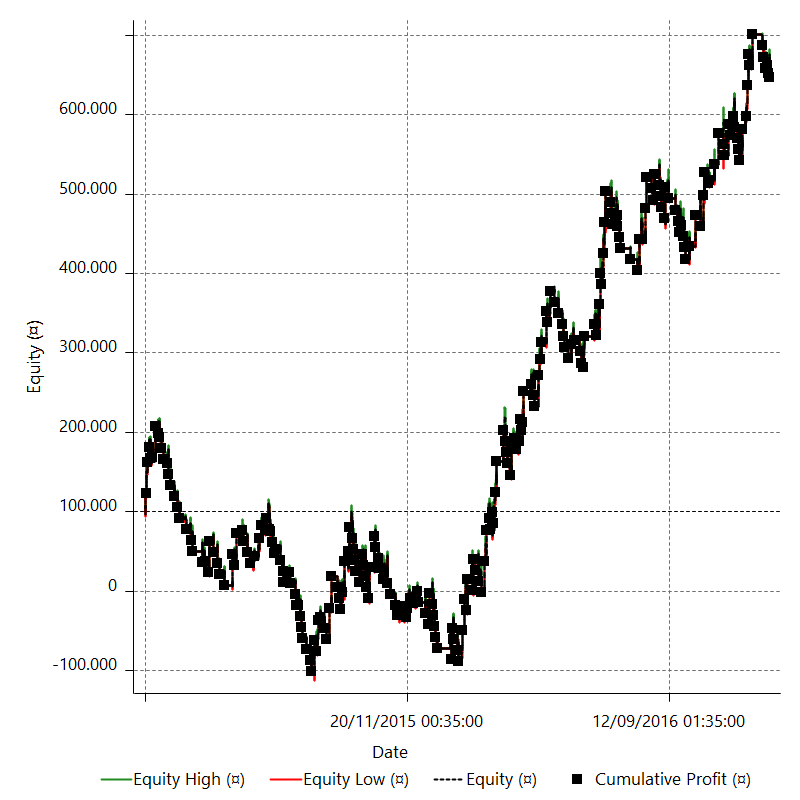 600.000
500.000
400.000
300.000
200.000
100.000
0
-100.000
Equity (¤)
20/11/2015 00:35:00 12/09/2016 01:35:00
Date
Equity High (¤) Equity Low (¤) Equity (¤) Cumulative Profit (¤)